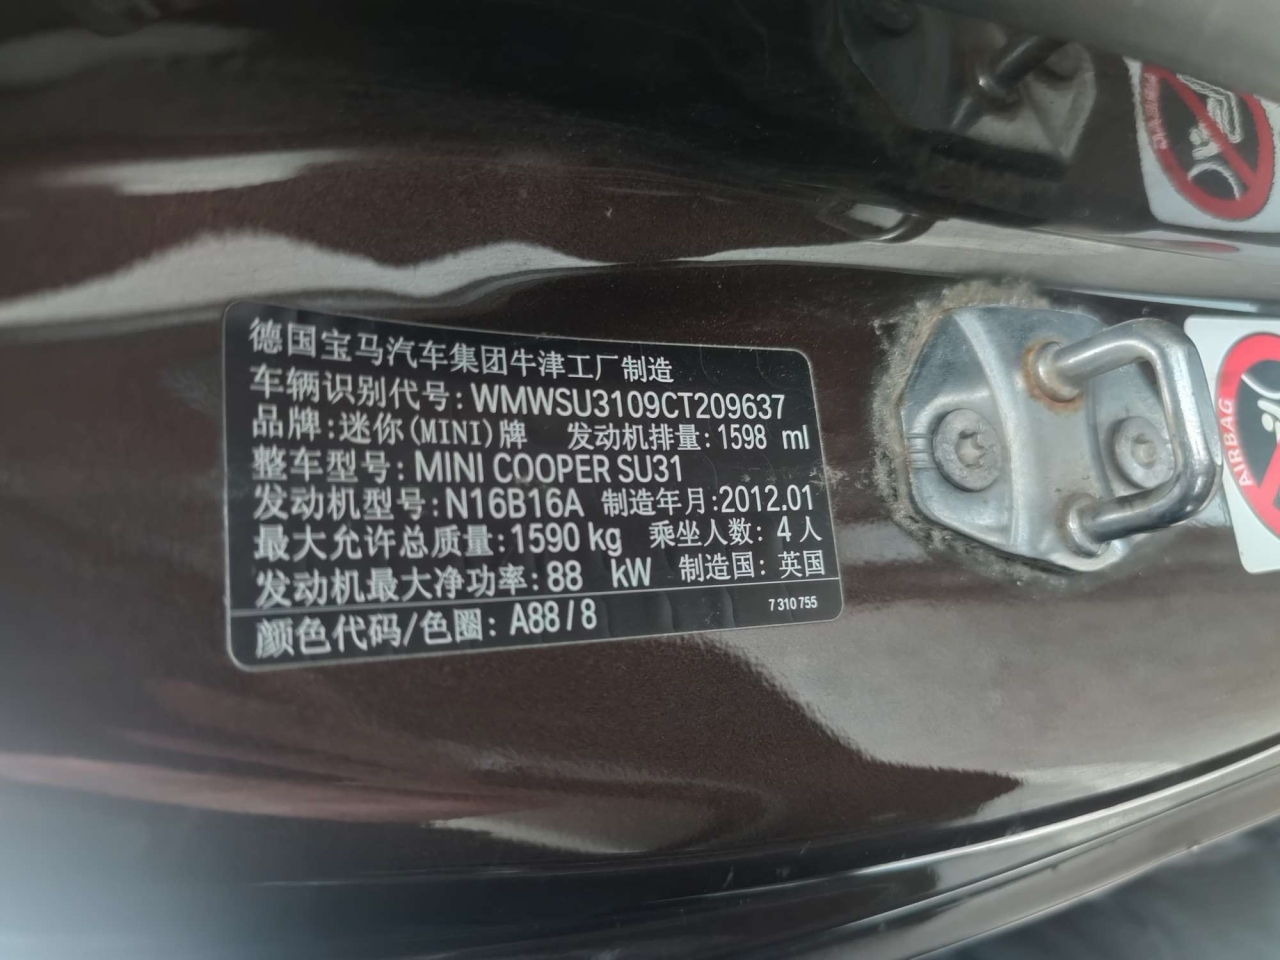 德国宝马汽车集团牛津工厂制造
车辆识别代号:WMWSU3109CT209637
品牌:迷你(MINI)牌 发动机排量:1598 ml
整车型号:MINI COOPER SU31
发动机型号:N16B16A 制造年月:2012.01
最大允许总质量:1590 kg 乘坐人数:4人
发动机最大净功率:88 kW 制造国:英国
颜色代码/色圈:A88/8 7 310 755
AIRBAG